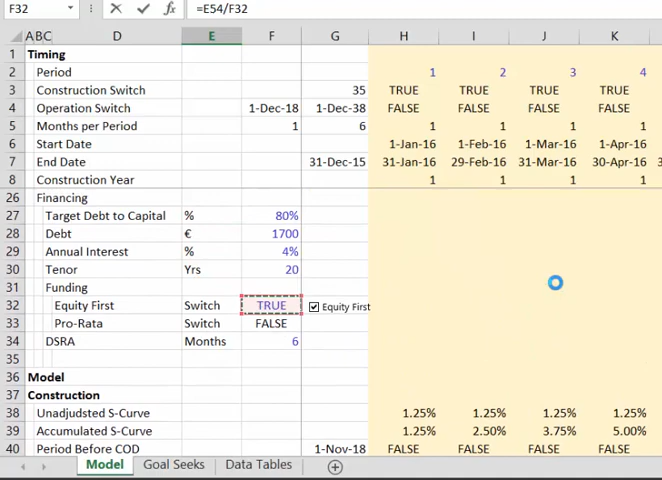 F32 fx =E54/F32
A B C D E F G H I J K
1 Timing
2 Period 1 2 3 4
3 Construction Switch 35 TRUE TRUE TRUE TRUE
4 Operation Switch 1-Dec-18 1-Dec-38 FALSE FALSE FALSE FALSE
5 Months per Period 1 6 1 1 1 1
6 Start Date 1-Jan-16 1-Feb-16 1-Mar-16 1-Apr-16
7 End Date 31-Dec-15 31-Jan-16 29-Feb-16 31-Mar-16 30-Apr-16 3
8 Construction Year 1 1 1 1
26 Financing
27 Target Debt to Capital % 80%
28 Debt € 1700
29 Annual Interest % 4%
30 Tenor Yrs 20
31 Funding
32 Equity First Switch TRUE Equity First
33 Pro-Rata Switch FALSE
34 DSRA Months 6
35
36 Model
37 Construction
38 Unadjudsted S-Curve 1.25% 1.25% 1.25% 1.25%
39 Accumulated S-Curve 1.25% 2.50% 3.75% 5.00%
40 Period Before COD 1-Nov-18 FALSE FALSE FALSE FALSE
Model Goal Seeks Data Tables